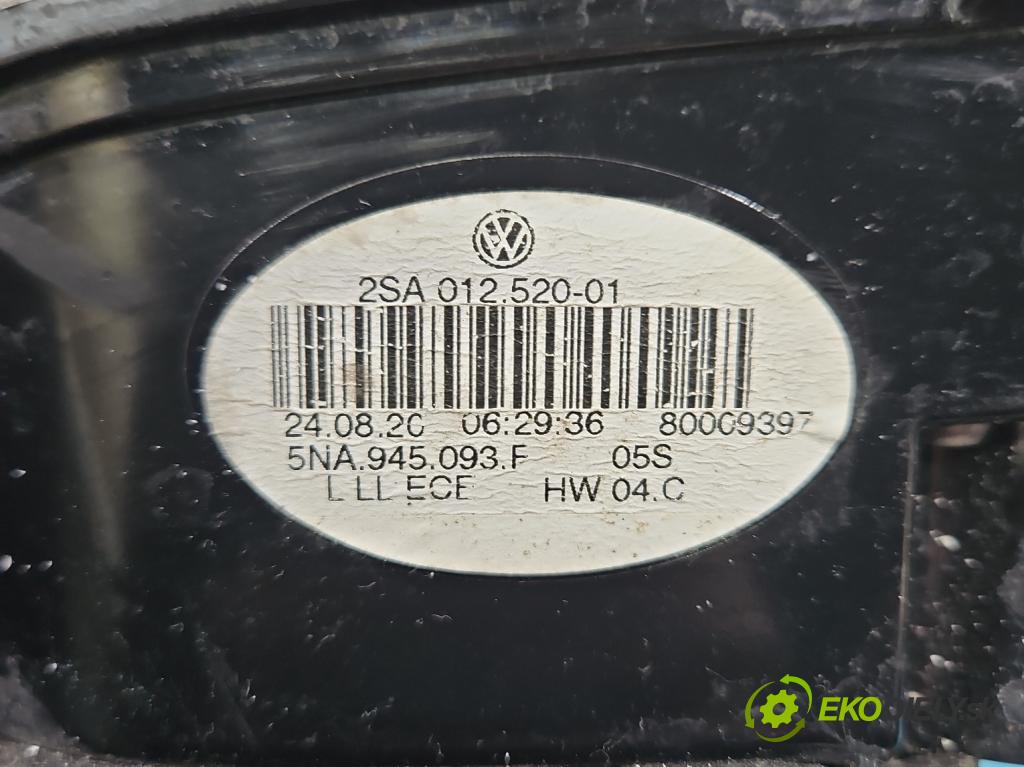 2SA 012.520-01
24.08.20 06:29:36 80009397
5NA.945.093.F 05S
L LL ECE HW 04.C
EKO